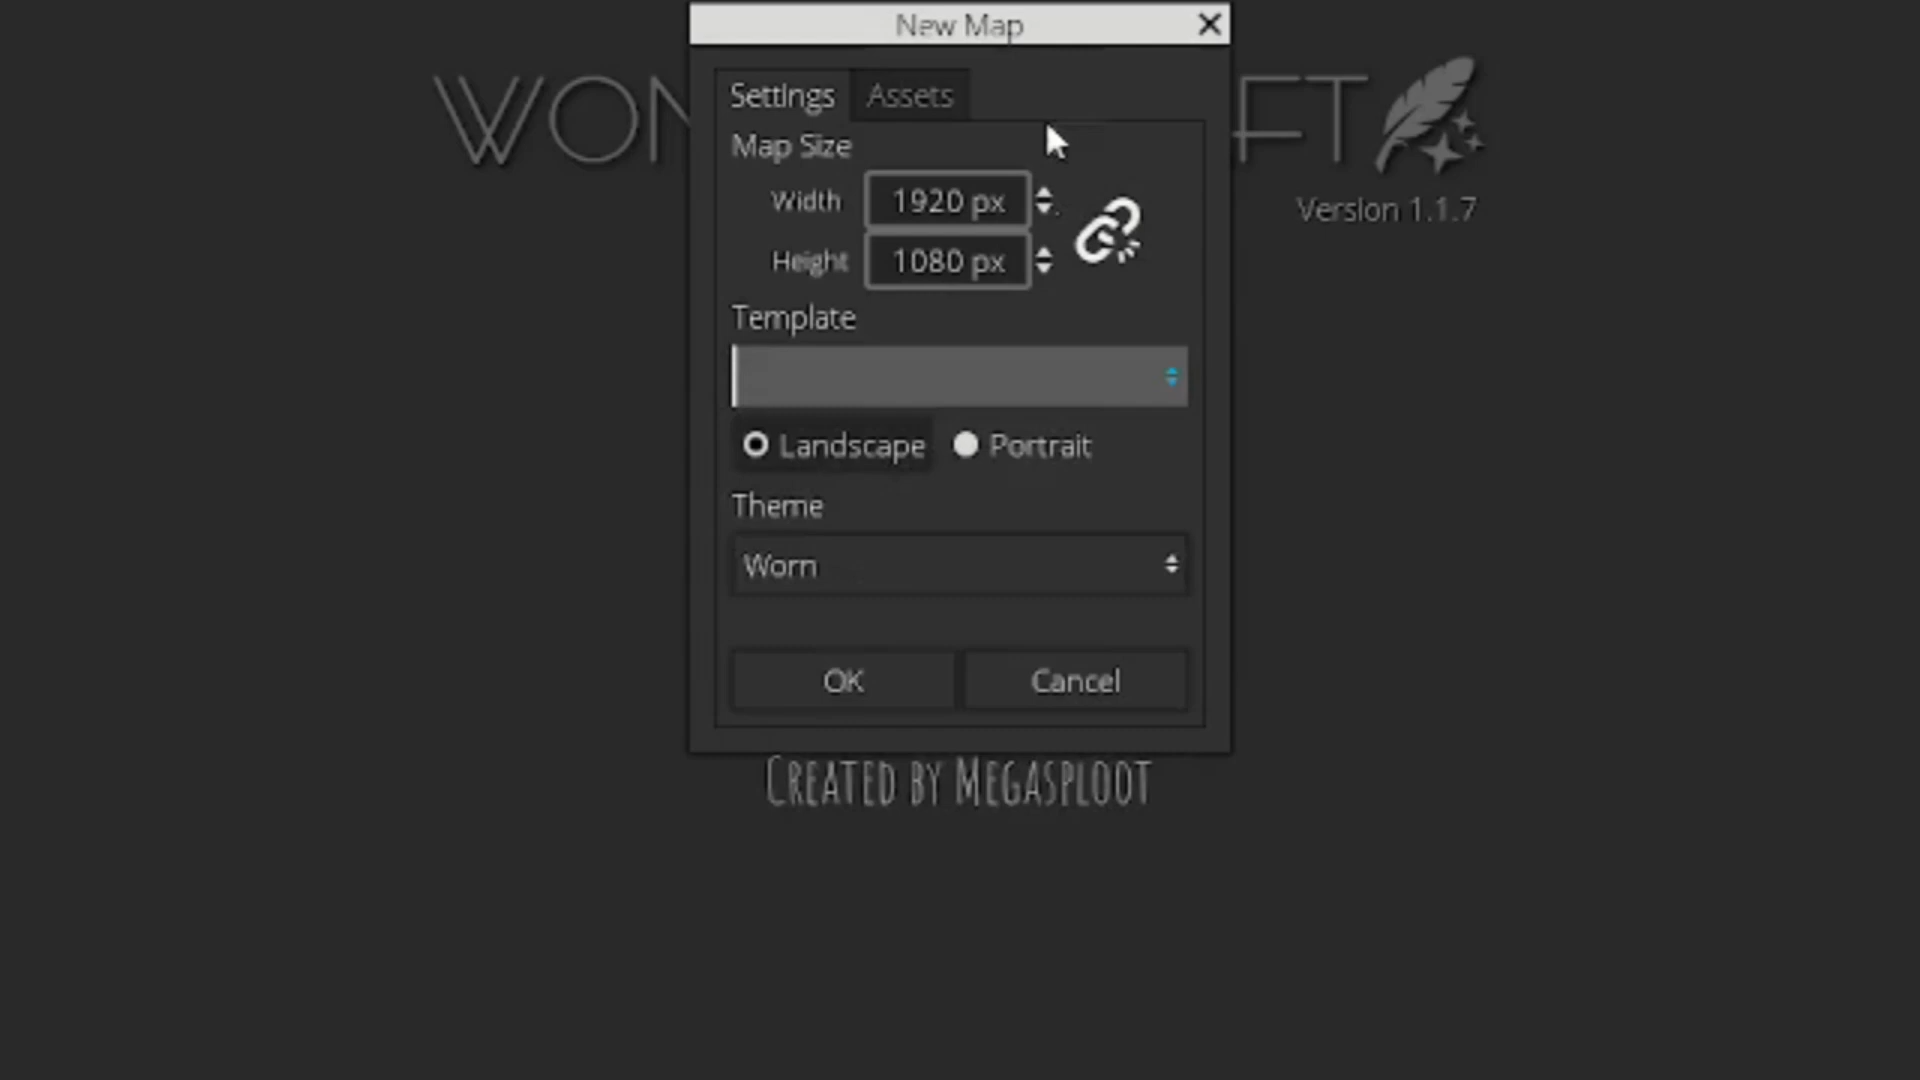 New Map
Settings Assets
WON FT
Map Size
Width 1920 px
Version 1.1.7
Height 1080 px
Template
Landscape Portrait
Theme
Worn
OK Cancel
CREATED BY MEGASPLOOT